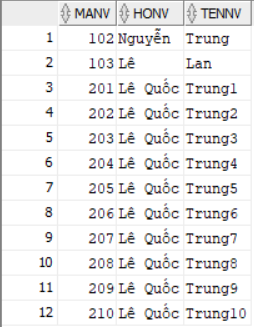 MANV HONV TENNV
1 102 Nguyễn Trung
2 103 Lê Lan
3 201 Lê Quốc Trung1
4 202 Lê Quốc Trung2
5 203 Lê Quốc Trung3
6 204 Lê Quốc Trung4
7 205 Lê Quốc Trung5
8 206 Lê Quốc Trung6
9 207 Lê Quốc Trung7
10 208 Lê Quốc Trung8
11 209 Lê Quốc Trung9
12 210 Lê Quốc Trung10